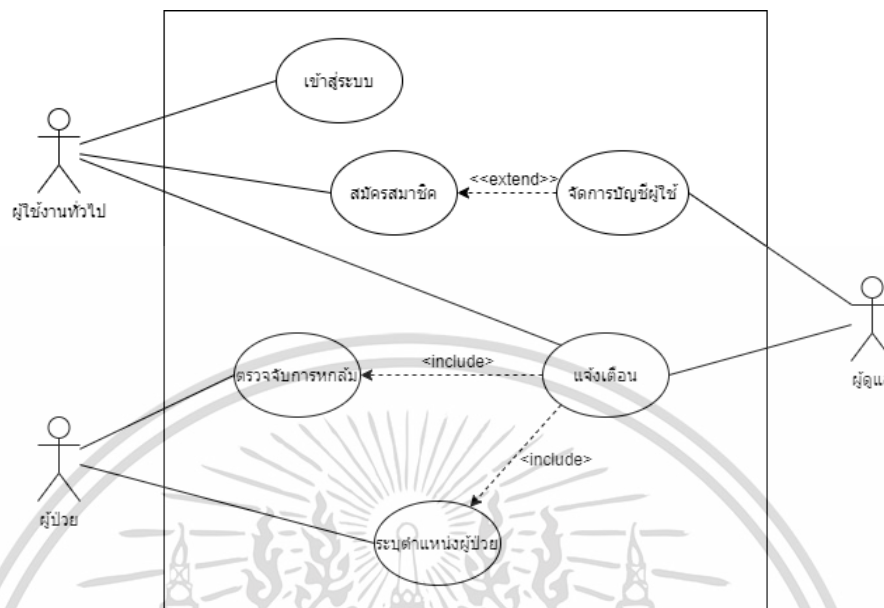 เข้าสู่ระบบ
<<extend>>
สมัครสมาชิค
จัดการบัญชีผู้ใช้
ผู้ใช้งานทั่วไป
<include>
ตรวจจับการหกล้ม
แจ้งเตือน
ผู้ดูแล
<include>
ผู้ป่วย
ระบุตำแหน่งผู้ป่วย